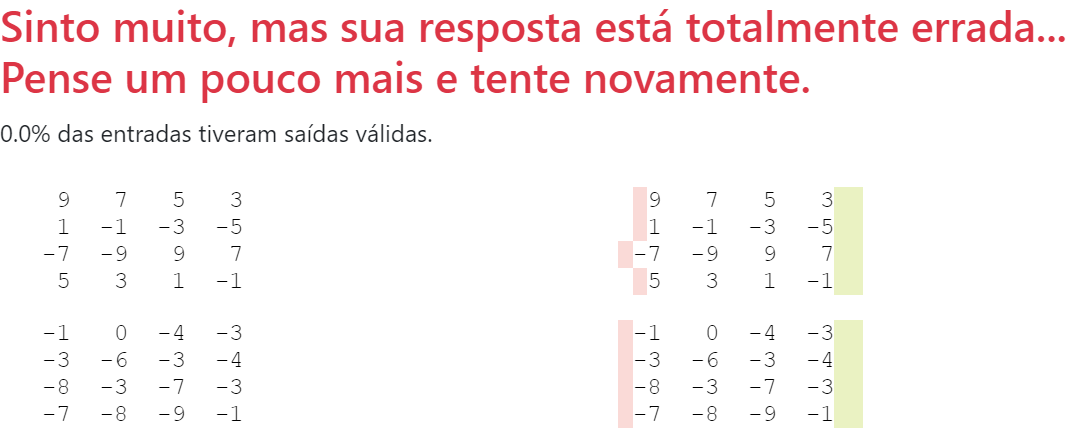 Sinto muito, mas sua resposta está totalmente errada...
Pense um pouco mais e tente novamente.
0.0% das entradas tiveram saídas válidas.
9 7 5 3 9 7 5 3
1 -1 -3 -5 1 -1 -3 -5
-7 -9 9 7 -7 -9 9 7
5 3 1 -1 5 3 1 -1
-1 0 -4 -3 -1 0 -4 -3
-3 -6 -3 -4 -3 -6 -3 -4
-8 -3 -7 -3 -8 -3 -7 -3
-7 -8 -9 -1 -7 -8 -9 -1